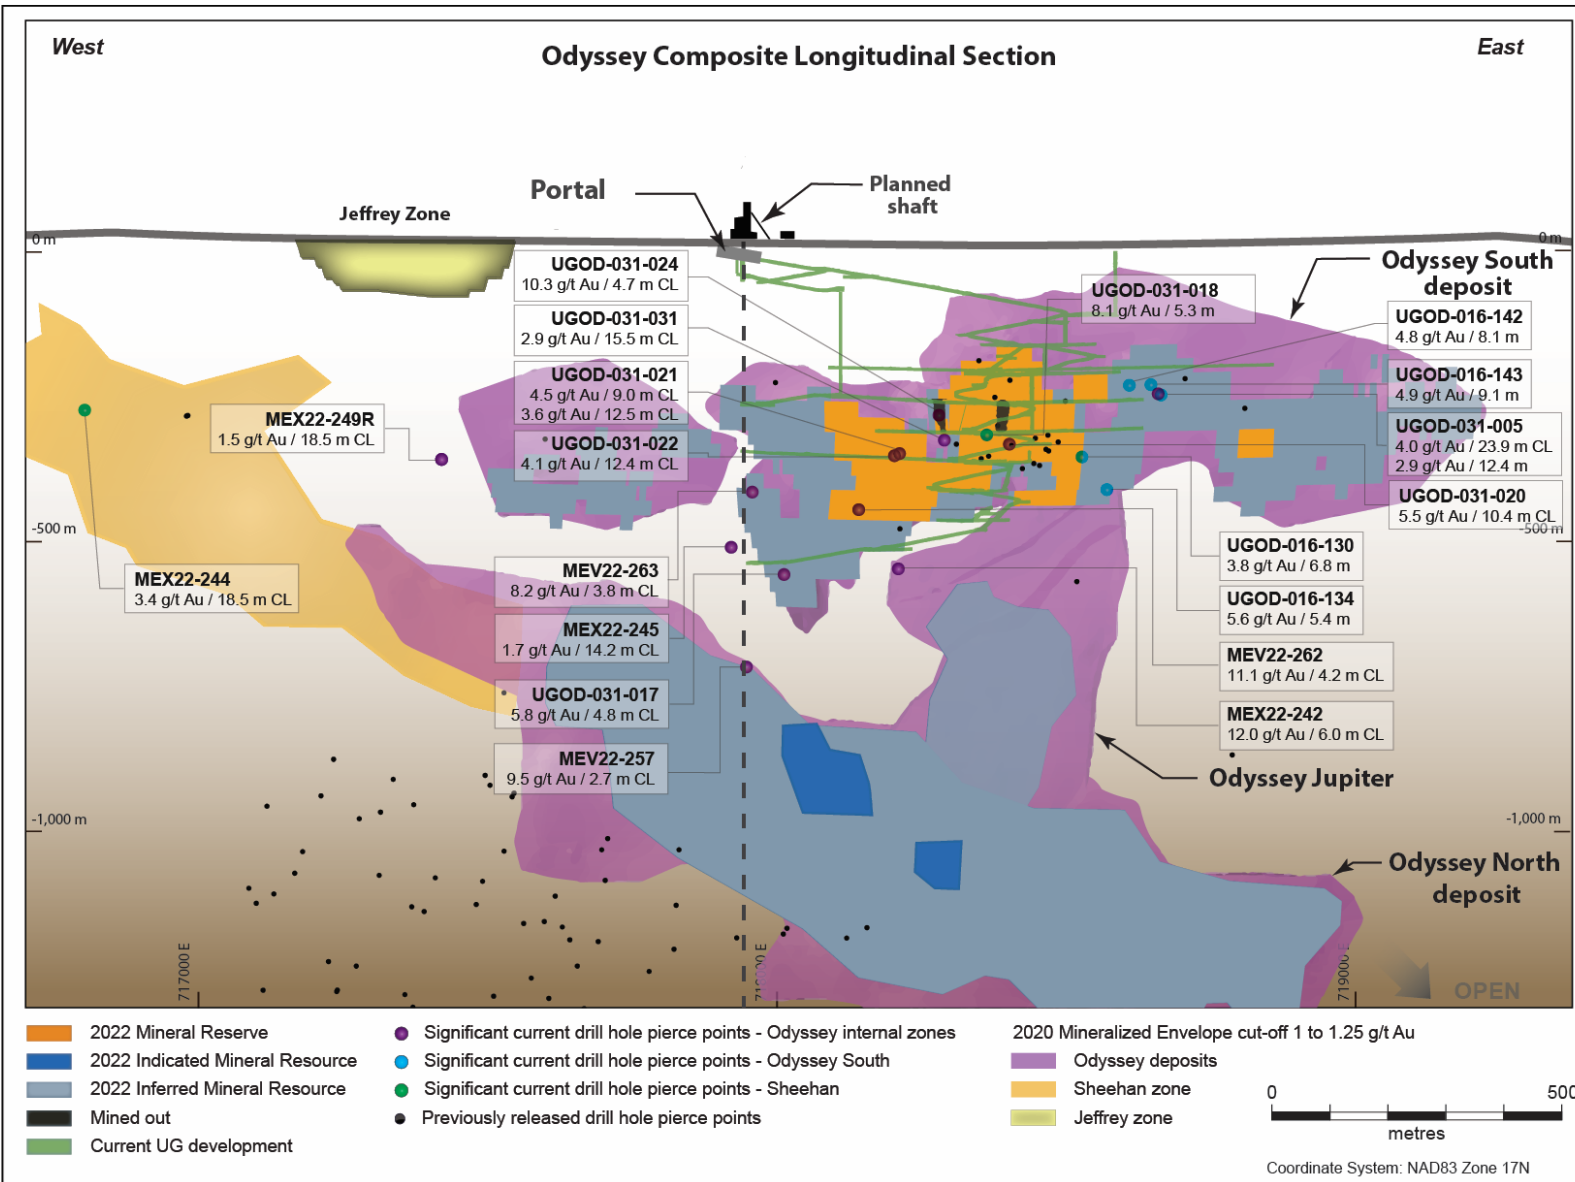 West
East
Odyssey Composite Longitudinal Section
Portal
Planned
shaft
Jeffrey Zone
0 m
0 m
UGOD-031-024
10.3 g/t Au / 4.7 m CL
UGOD-031-031
2.9 g/t Au / 15.5 m CL
UGOD-031-021
4.5 g/t Au / 9.0 m CL
3.6 g/t Au / 12.5 m CL
UGOD-031-022
4.1 g/t Au / 12.4 m CL
MEX22-249R
1.5 g/t Au / 18.5 m CL
UGOD-031-018
8.1 g/t Au / 5.3 m
Odyssey South
deposit
UGOD-016-142
4.8 g/t Au / 8.1 m
UGOD-016-143
4.9 g/t Au / 9.1 m
UGOD-031-005
4.0 g/t Au / 23.9 m CL
2.9 g/t Au / 12.4 m
UGOD-031-020
5.5 g/t Au / 10.4 m CL
-500 m
-500 m
MEX22-244
3.4 g/t Au / 18.5 m CL
MEV22-263
8.2 g/t Au / 3.8 m CL
MEX22-245
1.7 g/t Au / 14.2 m CL
UGOD-031-017
5.8 g/t Au / 4.8 m CL
MEV22-257
9.5 g/t Au / 2.7 m CL
UGOD-016-130
3.8 g/t Au / 6.8 m
UGOD-016-134
5.6 g/t Au / 5.4 m
MEV22-262
11.1 g/t Au / 4.2 m CL
MEX22-242
12.0 g/t Au / 6.0 m CL
Odyssey Jupiter
-1,000 m
-1,000 m
Odyssey North
deposit
717000 E
718000 E
719000 E
OPEN
2022 Mineral Reserve
2022 Indicated Mineral Resource
2022 Inferred Mineral Resource
Mined out
Current UG development
Significant current drill hole pierce points - Odyssey internal zones
Significant current drill hole pierce points - Odyssey South
Significant current drill hole pierce points - Sheehan
Previously released drill hole pierce points
2020 Mineralized Envelope cut-off 1 to 1.25 g/t Au
Odyssey deposits
Sheehan zone
Jeffrey zone
0
500
metres
Coordinate System: NAD83 Zone 17N